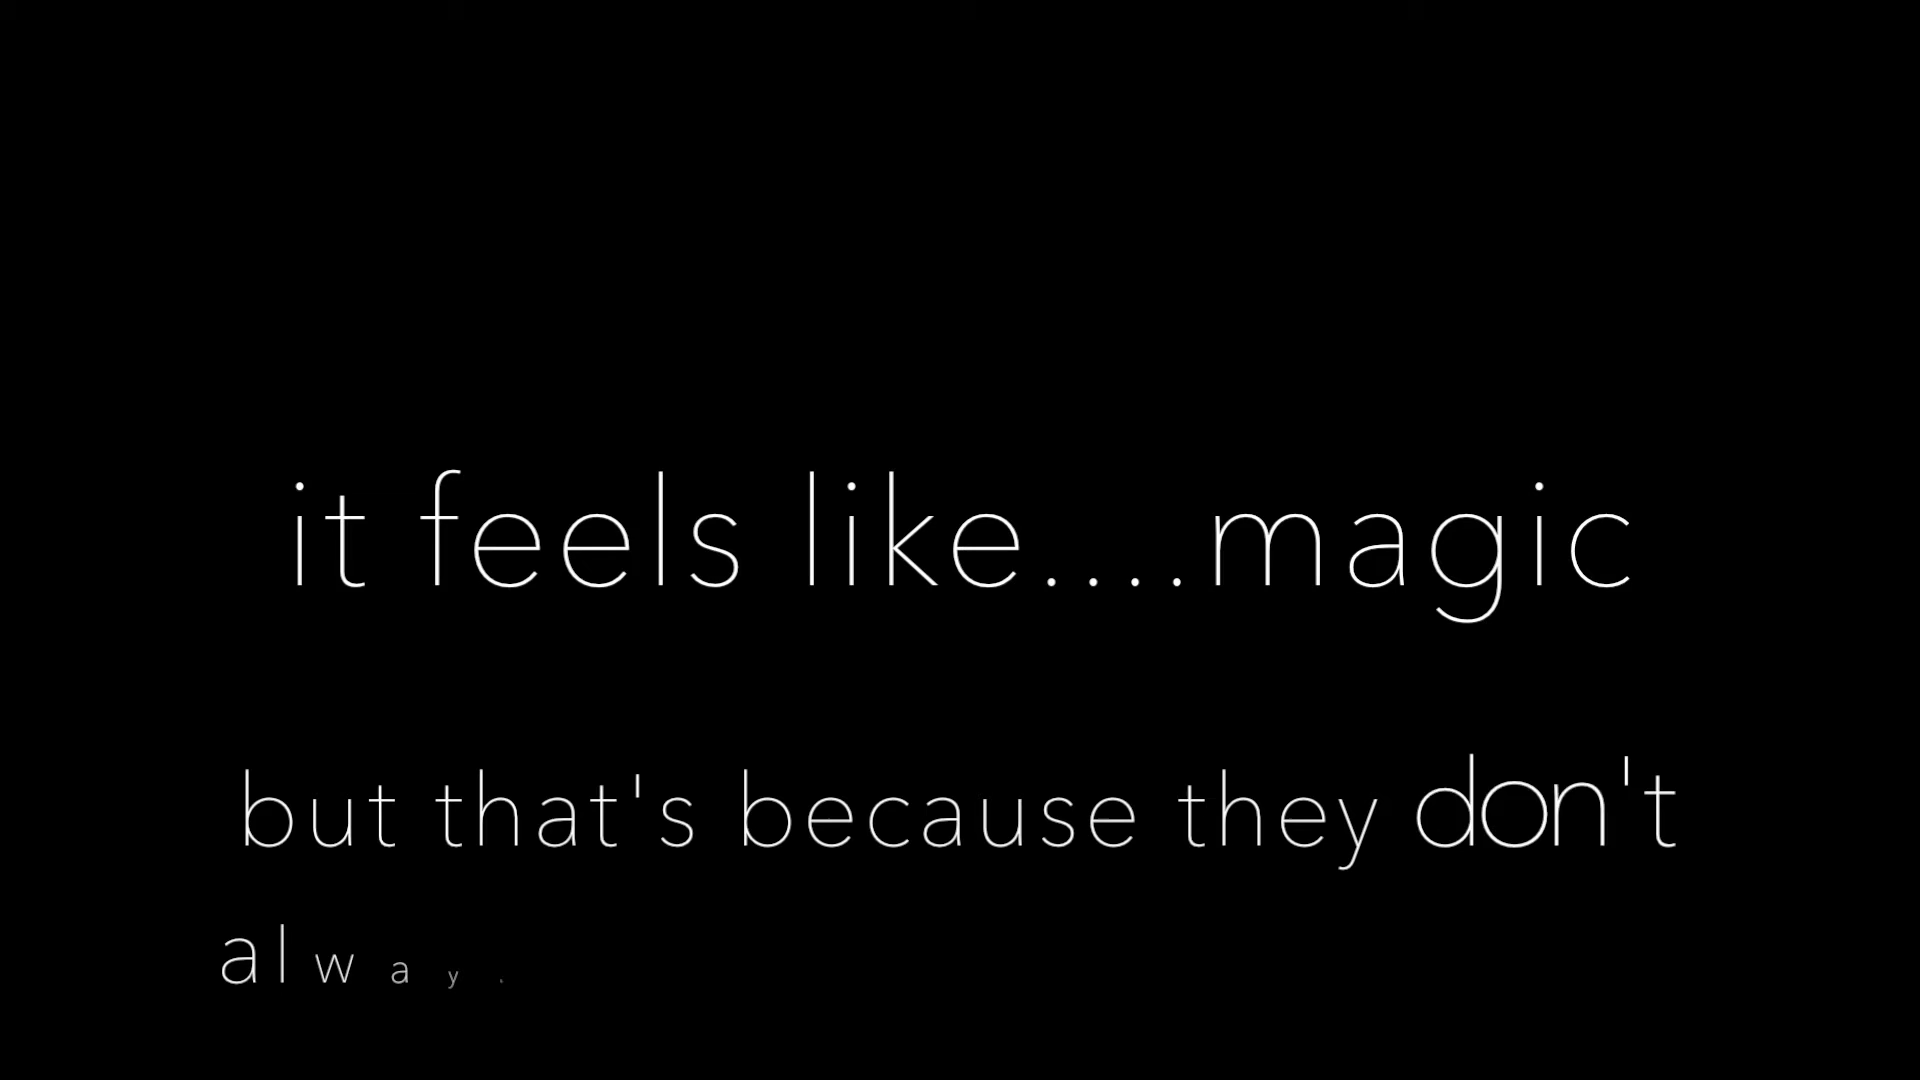 it feels like....magic
but that's because they don't
alway